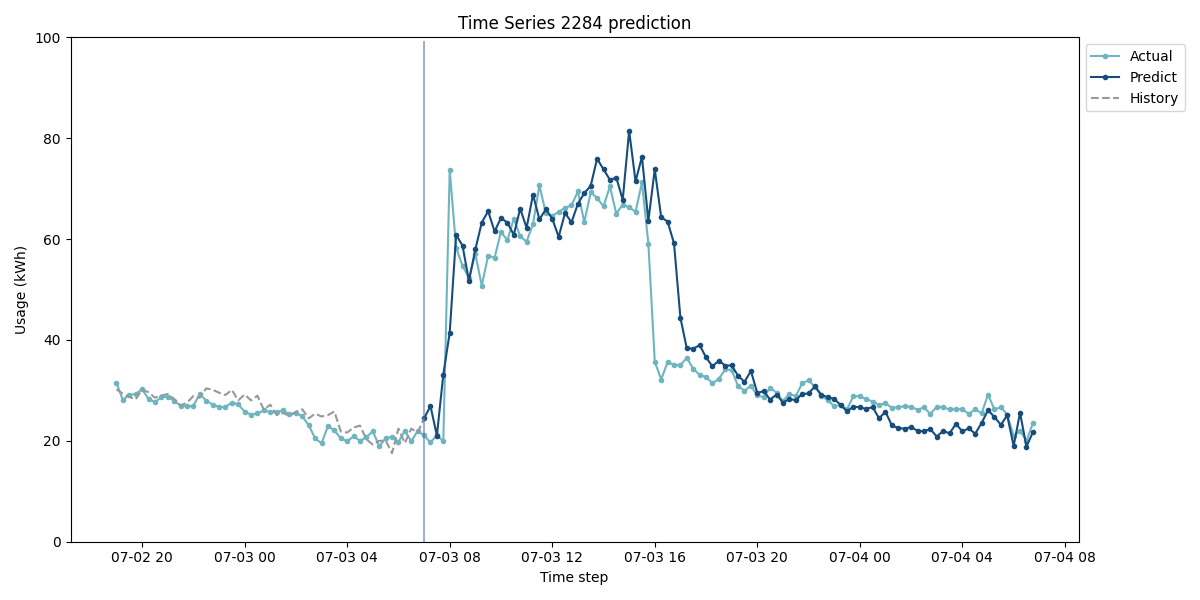 Time Series 2284 prediction
100
80
60
40
20
0
Usage (kWh)
07-02 20
07-03 00
07-03 04
07-03 08
07-03 12
07-03 16
07-03 20
07-04 00
07-04 04
07-04 08
Time step
Actual
Predict
History